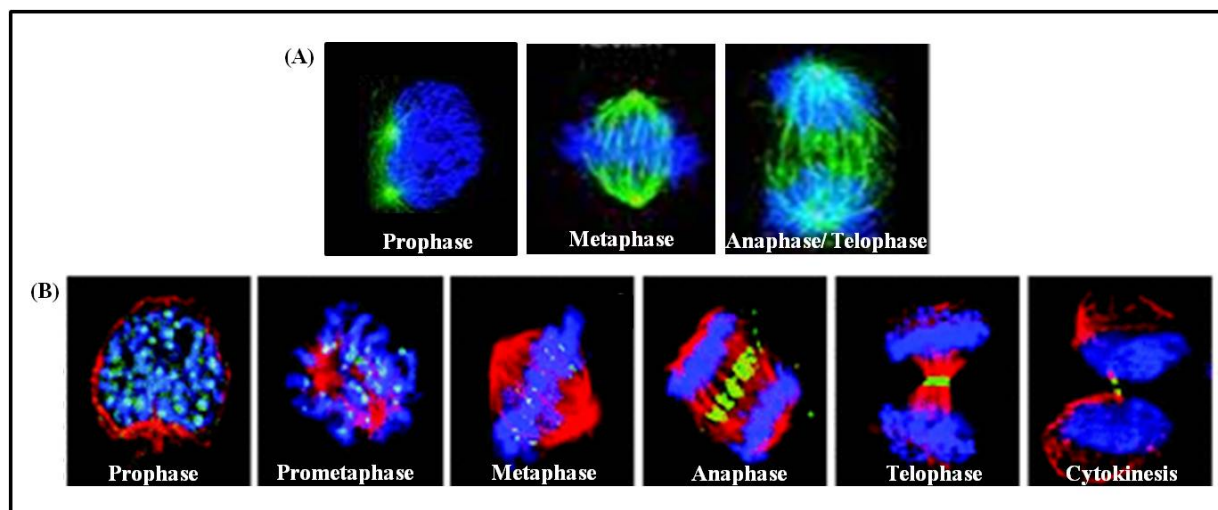 (A)
Prophase
Metaphase
Anaphase/ Telophase
(B)
Prophase
Prometaphase
Metaphase
Anaphase
Telophase
Cytokinesis